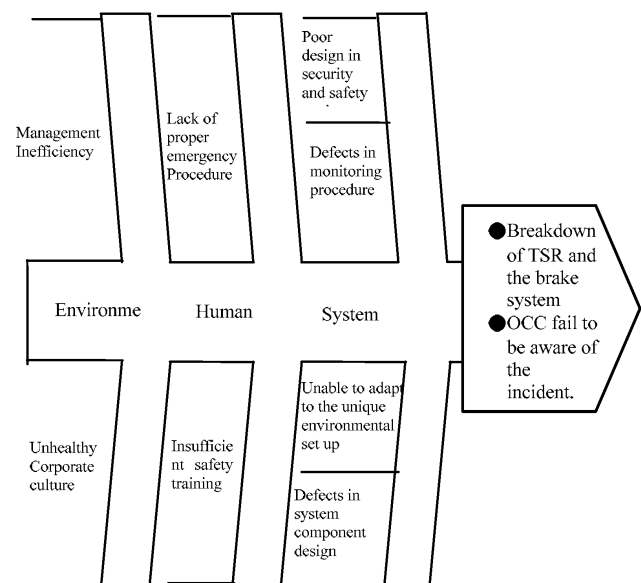 Management
Inefficiency
Lack of
proper
emergency
Procedure
Poor
design in
security
and safety
.
Defects in
monitoring
procedure
Environme
Human
System
● Breakdown
of TSR and
the brake
system
● OCC fail to
be aware of
the
incident.
Unhealthy
Corporate
culture
Insufficie
nt safety
training
Unable to adapt
to the unique
environmental
set up
Defects in
system
component
design